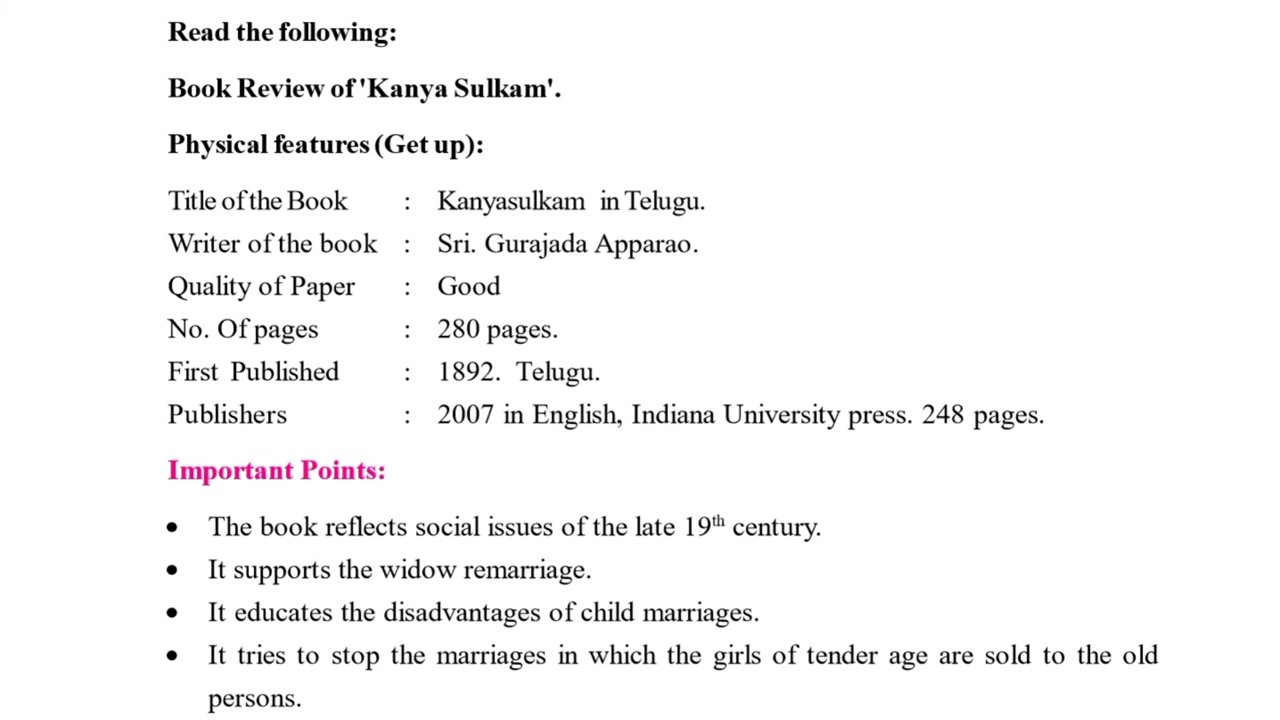 Read the following:
Book Review of 'Kanya Sulkam'.
Physical features (Get up):
Title of the Book : Kanyasulkam in Telugu.
Writer of the book : Sri. Gurajada Apparao.
Quality of Paper : Good
No. Of pages : 280 pages.
First Published : 1892. Telugu.
Publishers : 2007 in English, Indiana University press. 248 pages.
Important Points:
• The book reflects social issues of the late 19th century.
• It supports the widow remarriage.
• It educates the disadvantages of child marriages.
• It tries to stop the marriages in which the girls of tender age are sold to the old
persons.